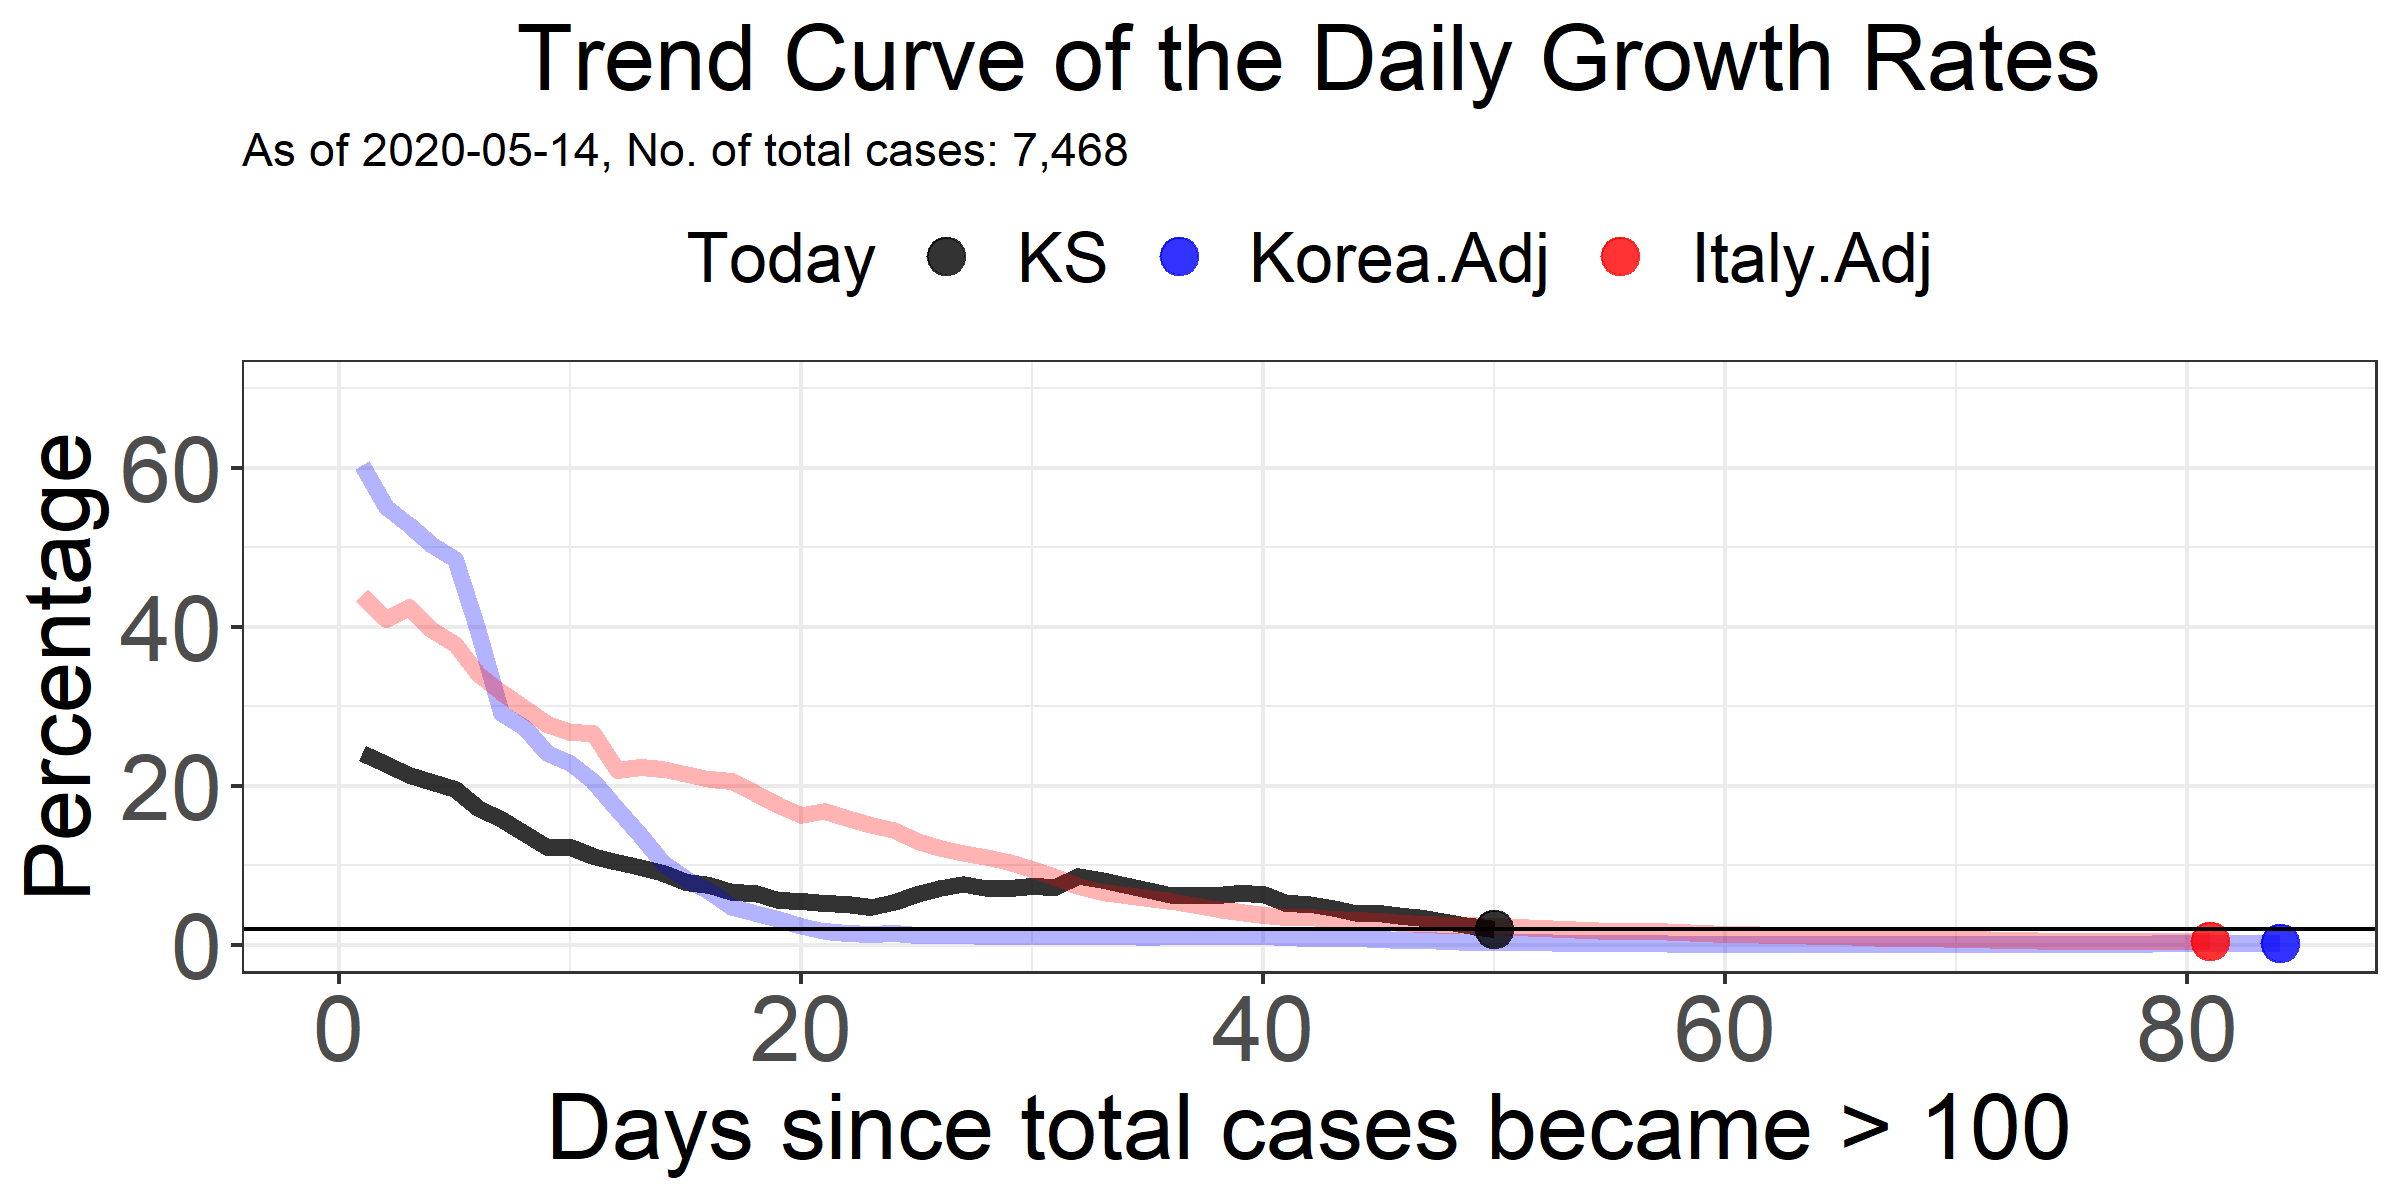 Trend Curve of the Daily Growth Rates
As of 2020-05-14, No. of total cases: 7,468
Today KS Korea.Adj Italy.Adj
Percentage
60
40
20
0
0 20 40 60 80
Days since total cases became > 100